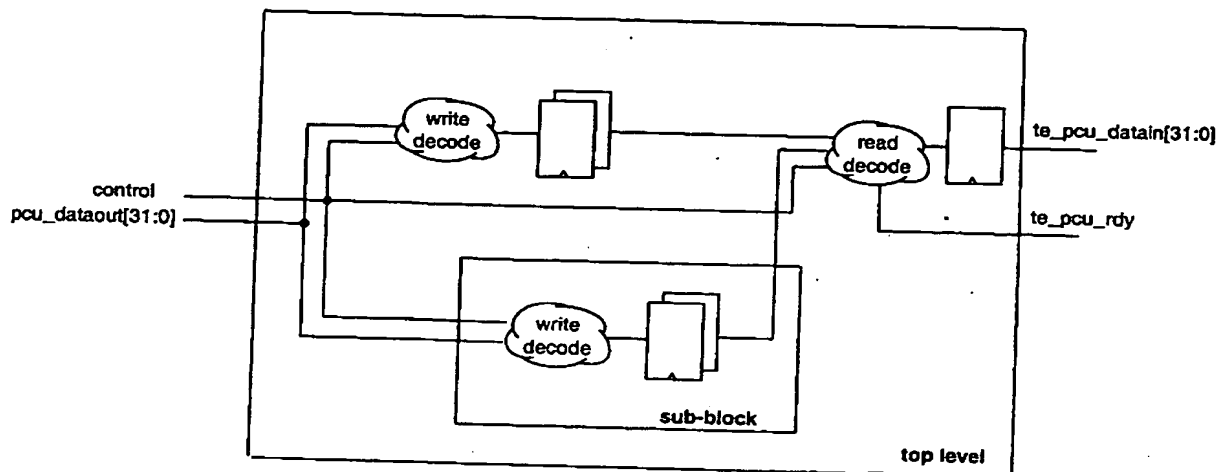 write
decode
read
decode
te_pcu_datain[31:0]
control
pcu_dataout[31:0]
te_pcu_rdy
write
decode
sub-block
top level